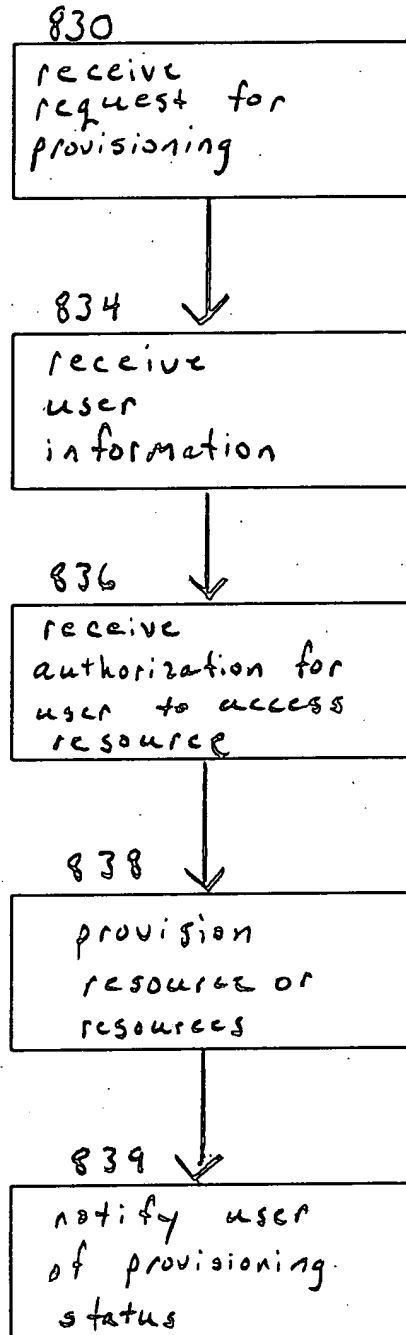 830
receive
request for
provisioning
834
receive
user
information
836
receive
authorization for
user to access
resource
838
provision
resource or
resources
839
notify user
of provisioning
status